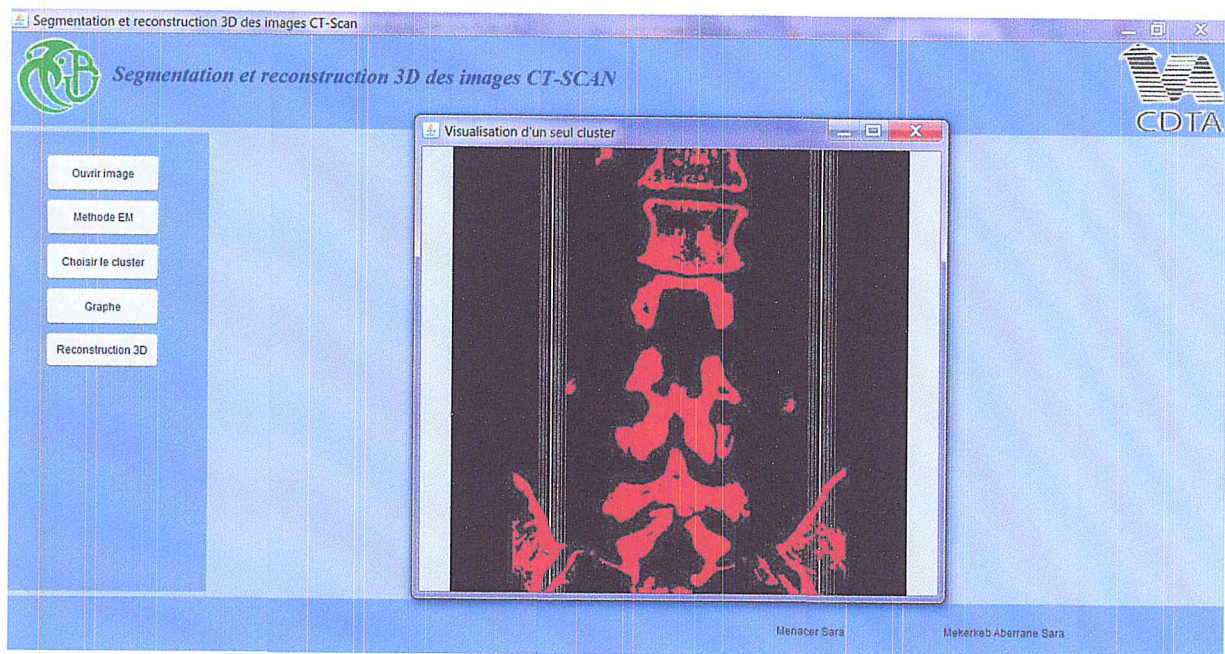 Segmentation et reconstruction 3D des images CT-Scan
Segmentation et reconstruction 3D des images CT-SCAN
CDTA
Visualisation d'un seul cluster
Ouvrir image
Methode EM
Choisir le cluster
Graphe
Reconstruction 3D
Menacer Sara
Mekerkeb Aberrane Sara